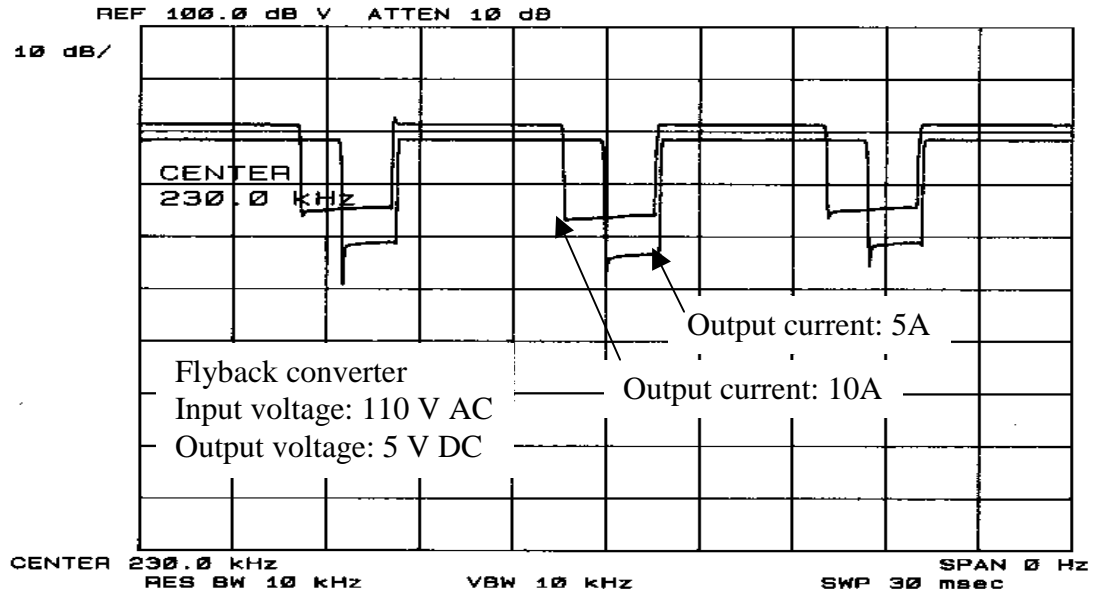 REF 100.0 dB V ATTEN 10 dB
10 dB/
CENTER
230.0 kHz
Output current: 5A
Output current: 10A
Flyback converter
Input voltage: 110 V AC
Output voltage: 5 V DC
CENTER 230.0 kHz SPAN 0 Hz
RES BW 10 kHz VBW 10 kHz SWP 30 msec